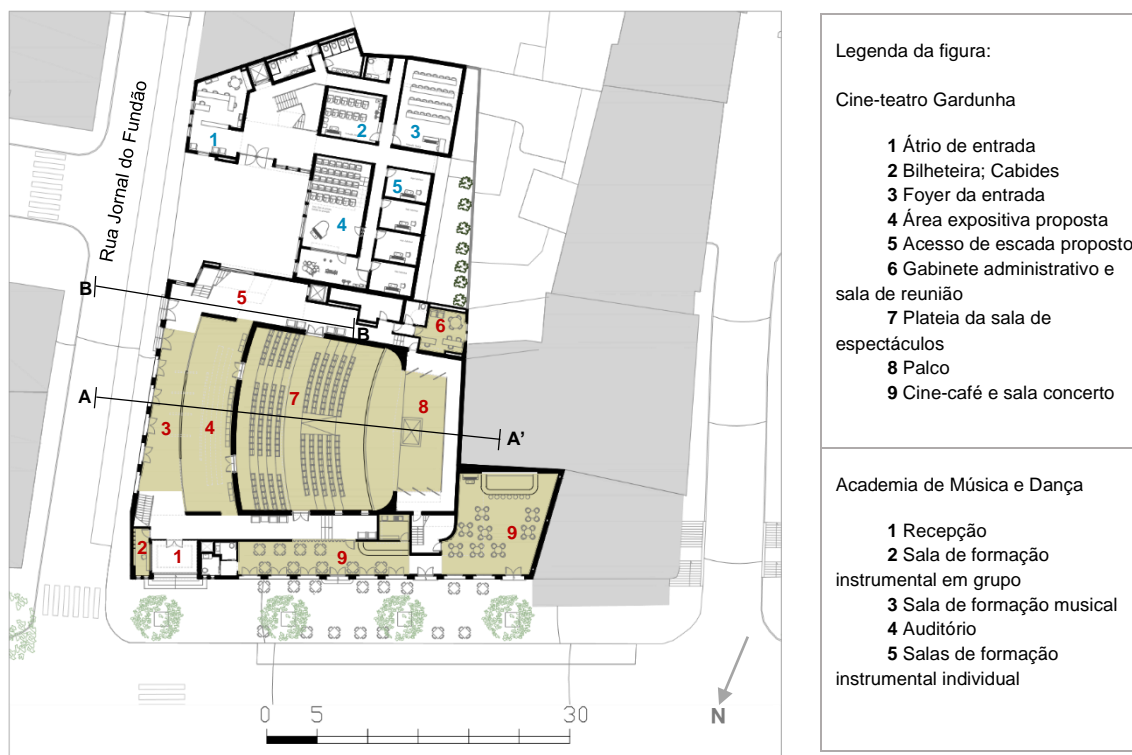 Rua Jornal do Fundão
1
2
3
5
4
B
5
B
6
A
3
4
7
8
A’
2
1
9
9
N
0 5 30
Legenda da figura:
Cine-teatro Gardunha
1 Átrio de entrada
2 Bilheteira; Cabides
3 Foyer da entrada
4 Área expositiva proposta
5 Acesso de escada proposto
6 Gabinete administrativo e
sala de reunião
7 Plateia da sala de
espectáculos
8 Palco
9 Cine-café e sala concerto
Academia de Música e Dança
1 Recepção
2 Sala de formação
instrumental em grupo
3 Sala de formação musical
4 Auditório
5 Salas de formação
instrumental individual